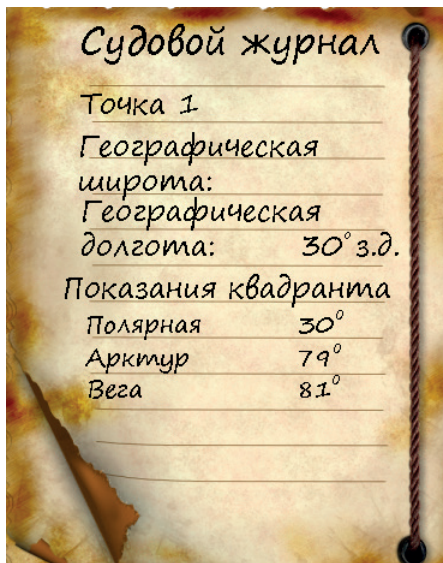 Судовой журнал
Точка 1
Географическая
широта:
Географическая
долгота: 30° з.д.
Показания квадранта
Полярная 30°
Арктур 79°
Вега 81°